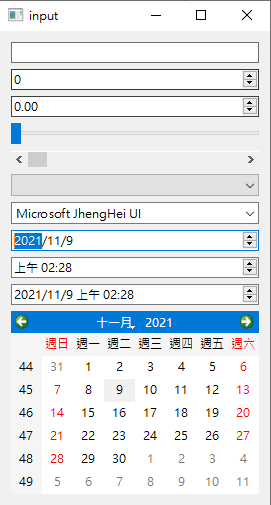 input
0
0.00
Microsoft JhengHei UI
2021/11/9
上午 02:28
2021/11/9 上午 02:28
十一月, 2021
週日 週一 週二 週三 週四 週五 週六
44 31 1 2 3 4 5 6
45 7 8 9 10 11 12 13
46 14 15 16 17 18 19 20
47 21 22 23 24 25 26 27
48 28 29 30 1 2 3 4
49 5 6 7 8 9 10 11